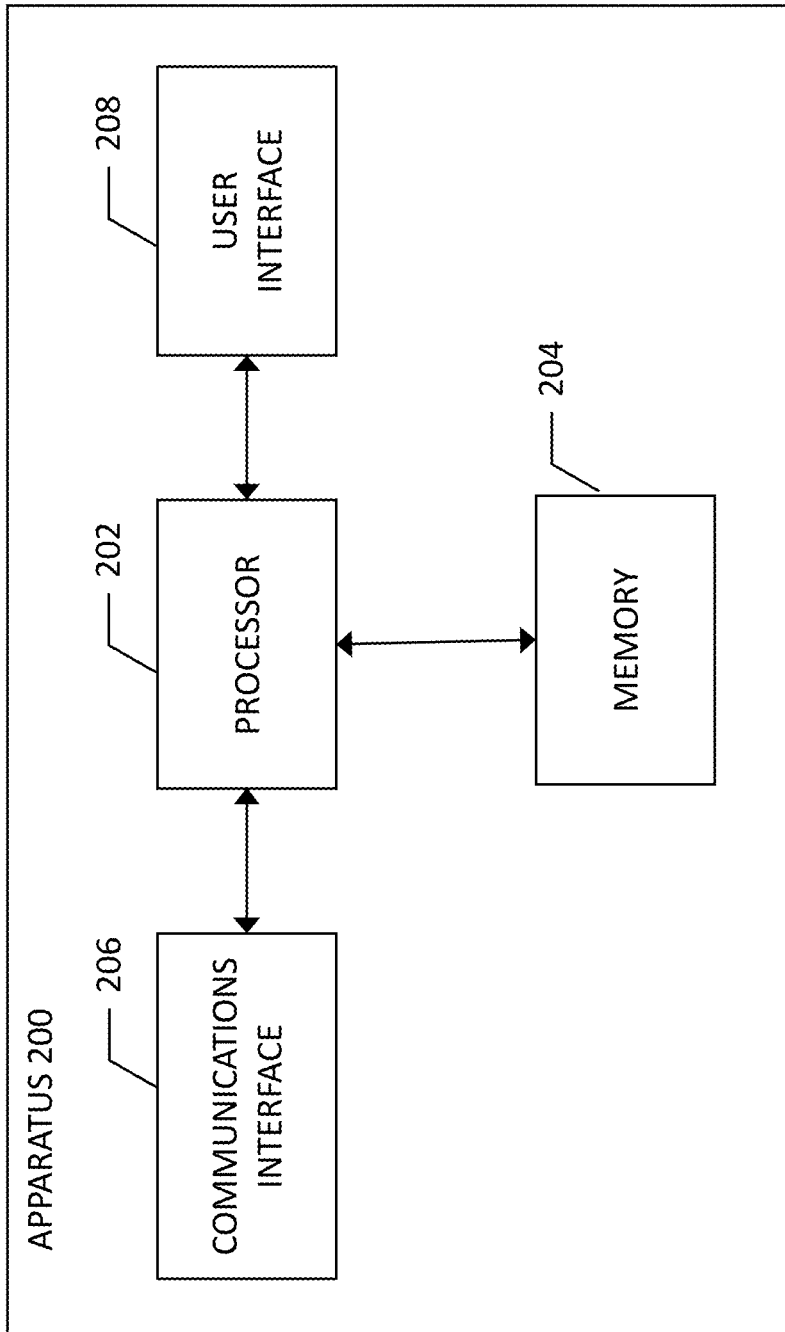 APPARATUS 200
206
COMMUNICATIONS
INTERFACE
202
PROCESSOR
208
USER
INTERFACE
204
MEMORY